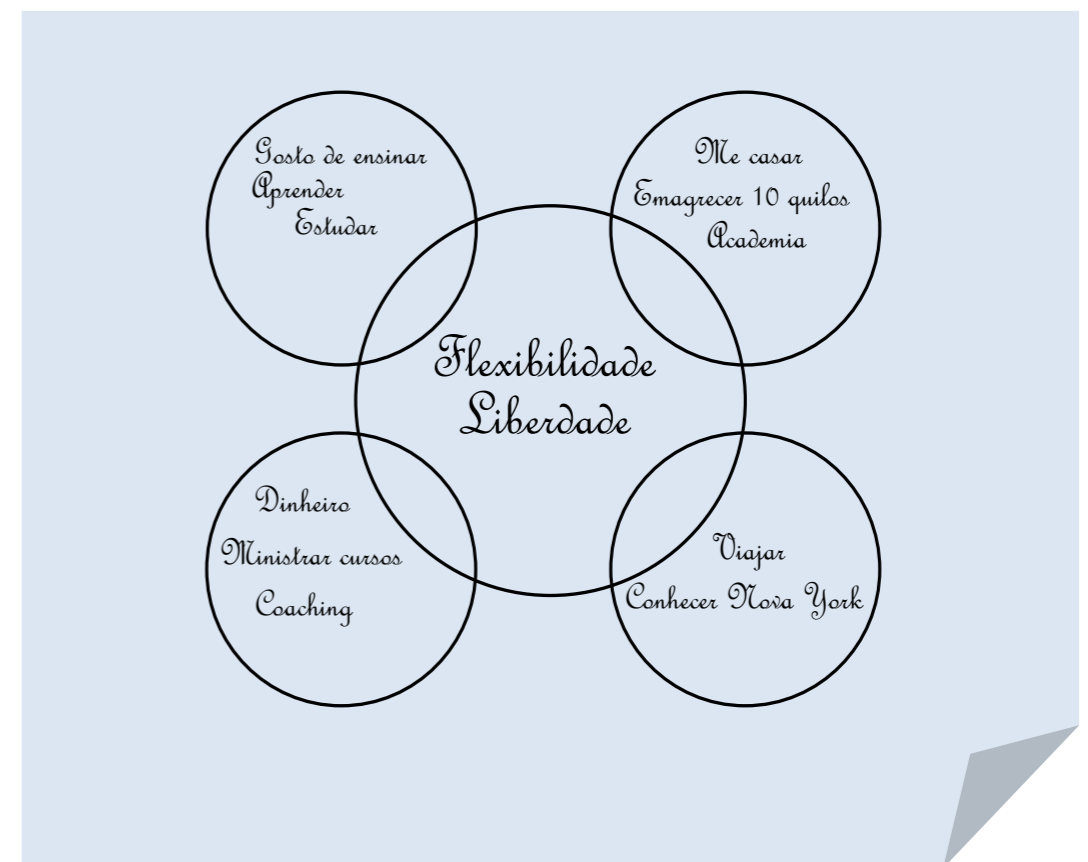 Gosto de ensinar
Aprender
Estudar
Me casar
Emagrecer 10 quilos
Academia
Flexibilidade
Liberdade
Dinheiro
Ministrar cursos
Coaching
Viajar
Conhecer Nova York